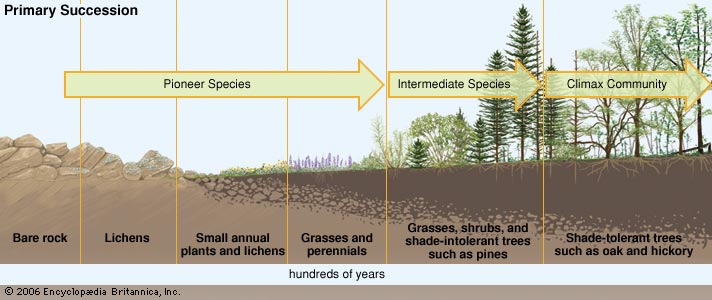 Primary Succession
Pioneer Species
Intermediate Species
Climax Community
Bare rock
Lichens
Small annual
plants and lichens
Grasses and
perennials
Grasses, shrubs, and
shade-intolerant trees
such as pines
Shade-tolerant trees
such as oak and hickory
hundreds of years
© 2006 Encyclopædia Britannica, Inc.